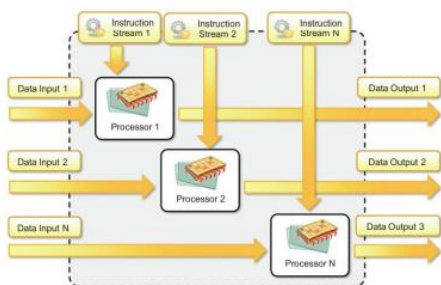 Instruction
Stream 1
Instruction
Stream 2
Instruction
Stream N
Data Input 1
Data Output 1
Processor 1
Data Input 2
Data Output 2
Processor 2
Data Input N
Data Output 3
Processor N